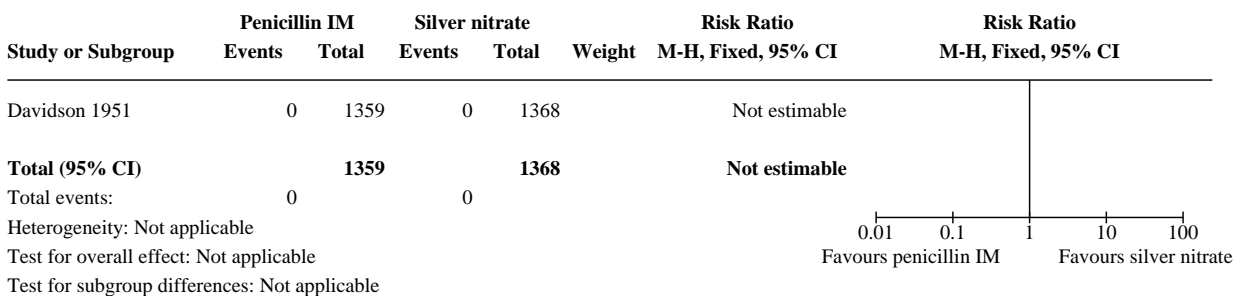 Penicillin IM Silver nitrate Risk Ratio Risk Ratio
Study or Subgroup Events Total Events Total Weight M-H, Fixed, 95% CI M-H, Fixed, 95% CI
Davidson 1951 0 1359 0 1368 Not estimable
Total (95% CI) 1359 1368 Not estimable
Total events: 0 0
Heterogeneity: Not applicable
0.01 0.1 1 10 100
Test for overall effect: Not applicable Favours penicillin IM Favours silver nitrate
Test for subgroup differences: Not applicable